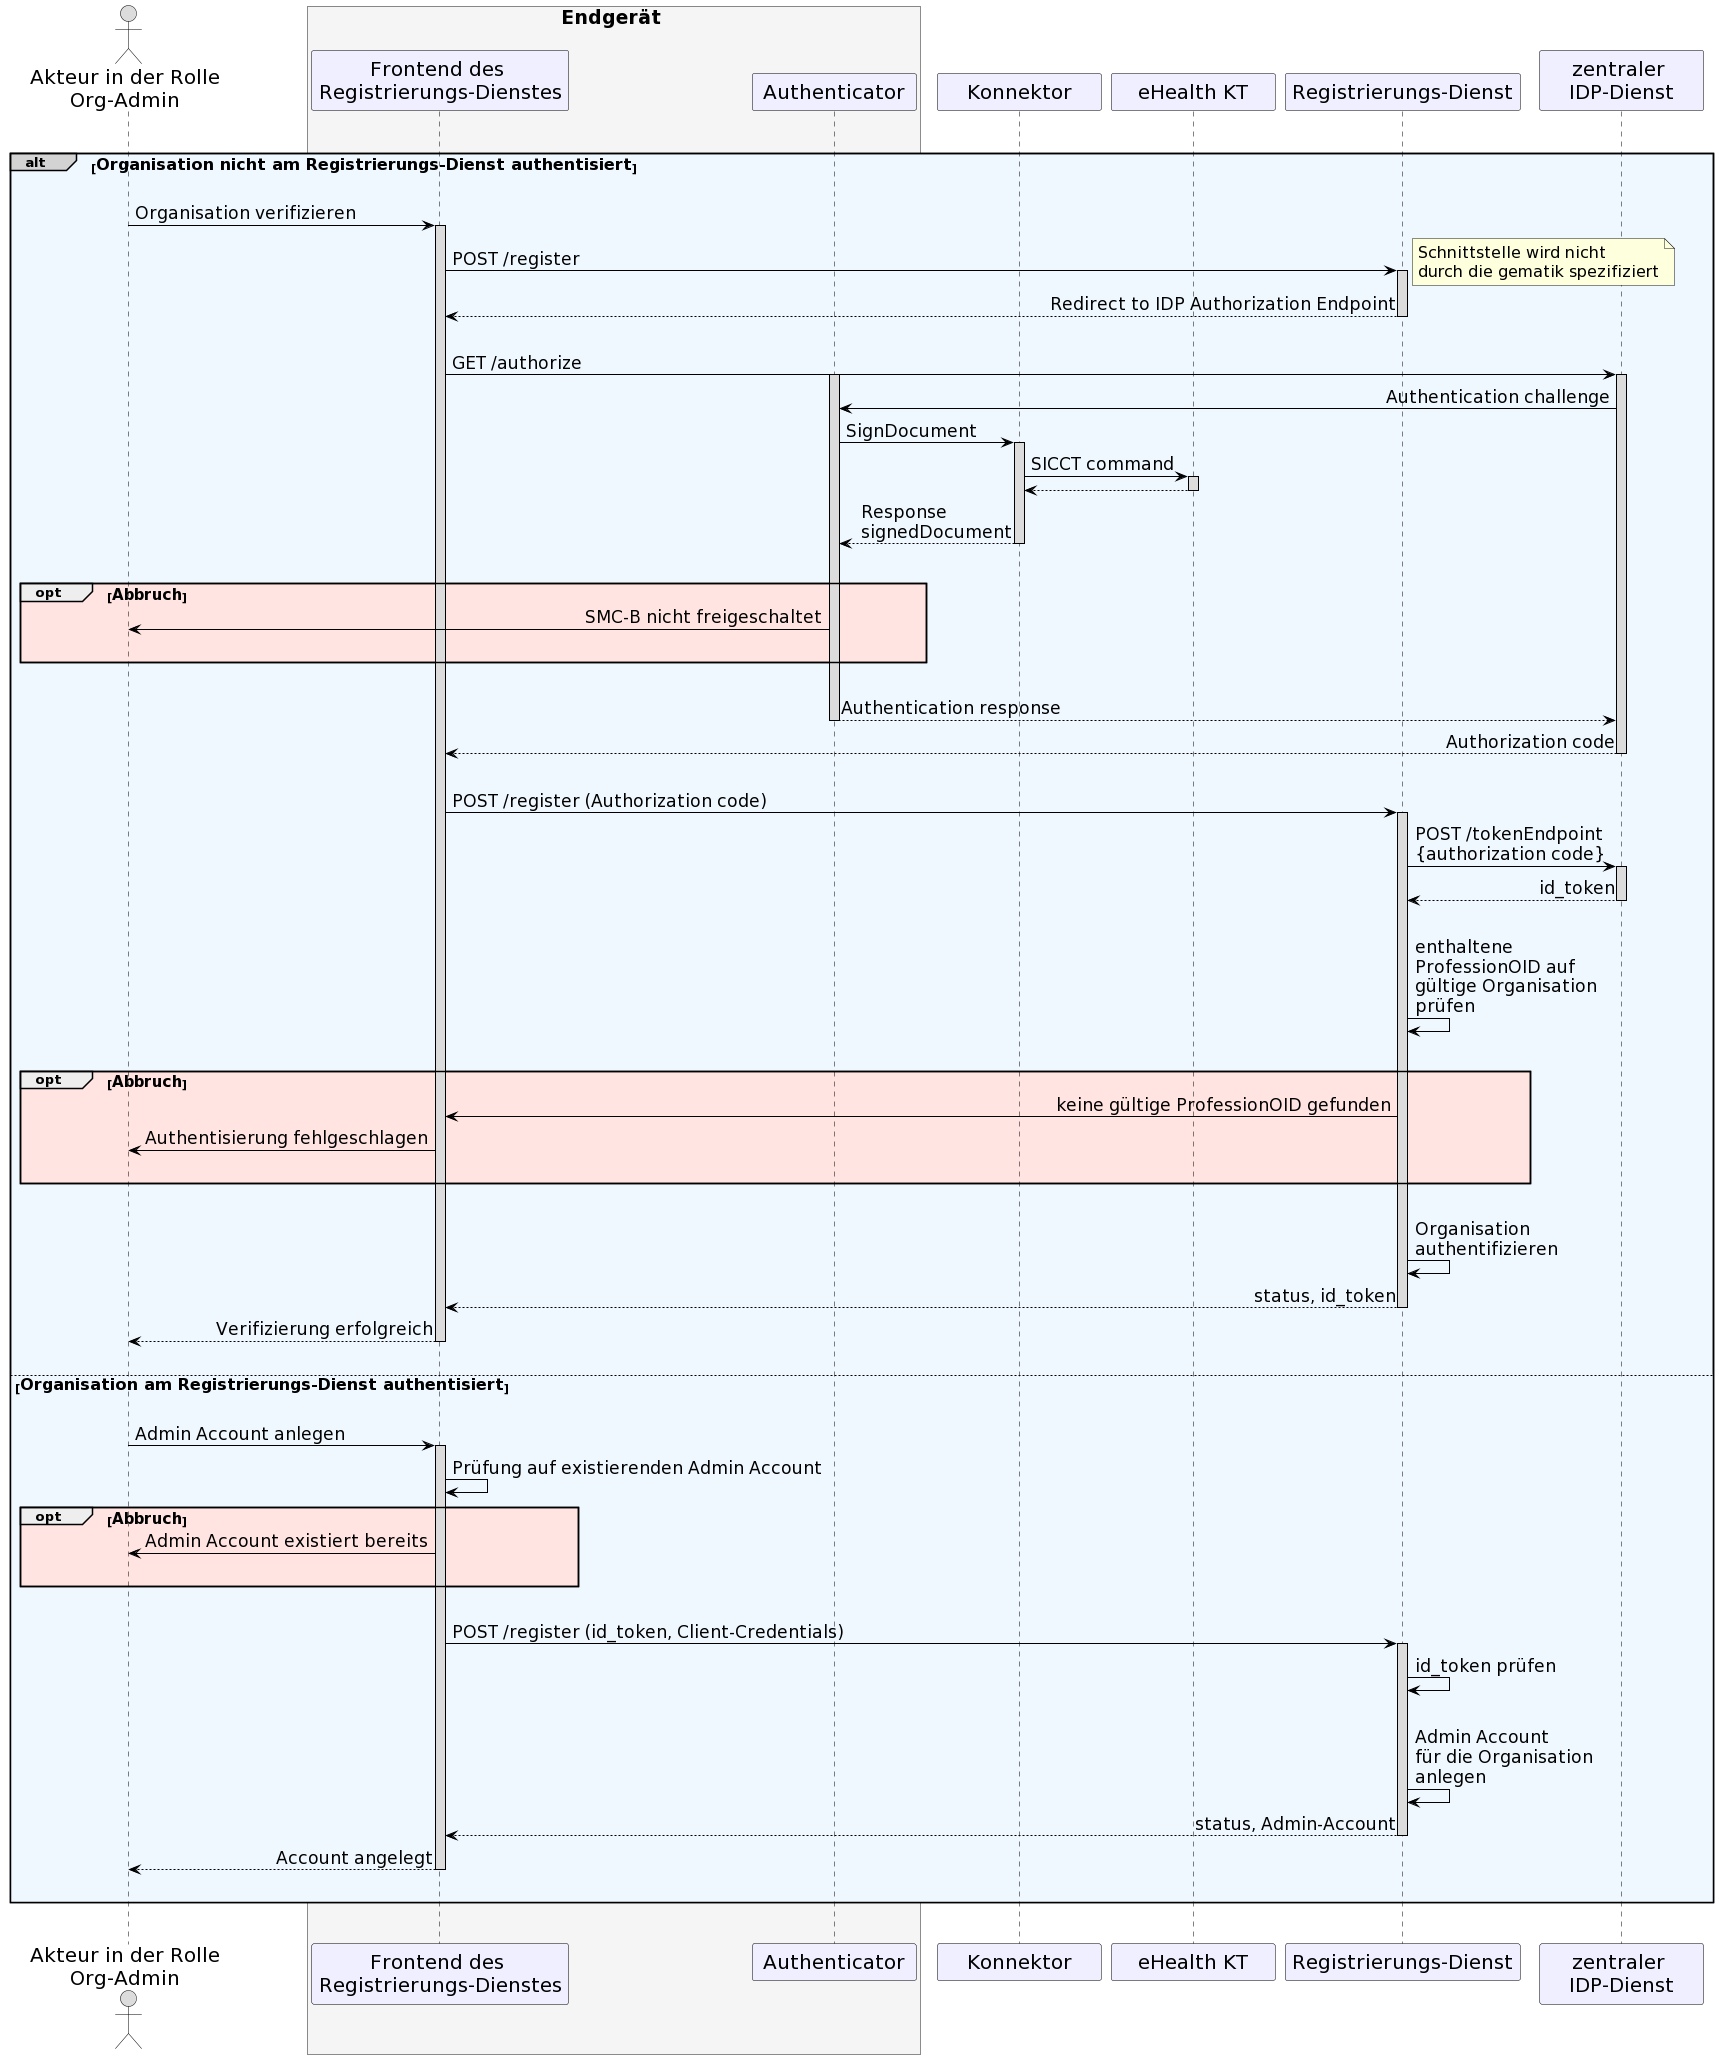 Endgerät
Akteur in der Rolle
Org-Admin
Frontend des
Registrierungs-Dienstes
Authenticator
Konnektor
eHealth KT
Registrierungs-Dienst
zentraler
IDP-Dienst
alt
[Organisation nicht am Registrierungs-Dienst authentisiert]
Organisation verifizieren
POST /register
Schnittstelle wird nicht
durch die gematik spezifiziert
Redirect to IDP Authorization Endpoint
GET /authorize
Authentication challenge
SignDocument
SICCT command
Response
signedDocument
opt
[Abbruch]
SMC-B nicht freigeschaltet
Authentication response
Authorization code
POST /register (Authorization code)
POST /tokenEndpoint
{authorization code}
id_token
enthaltene
ProfessionOID auf
gültige Organisation
prüfen
opt
[Abbruch]
keine gültige ProfessionOID gefunden
Authentisierung fehlgeschlagen
Organisation
authentifizieren
status, id_token
Verifizierung erfolgreich
[Organisation am Registrierungs-Dienst authentisiert]
Admin Account anlegen
Prüfung auf existierenden Admin Account
opt
[Abbruch]
Admin Account existiert bereits
POST /register (id_token, Client-Credentials)
id_token prüfen
Admin Account
für die Organisation
anlegen
status, Admin-Account
Account angelegt
Akteur in der Rolle
Org-Admin
Frontend des
Registrierungs-Dienstes
Authenticator
Konnektor
eHealth KT
Registrierungs-Dienst
zentraler
IDP-Dienst